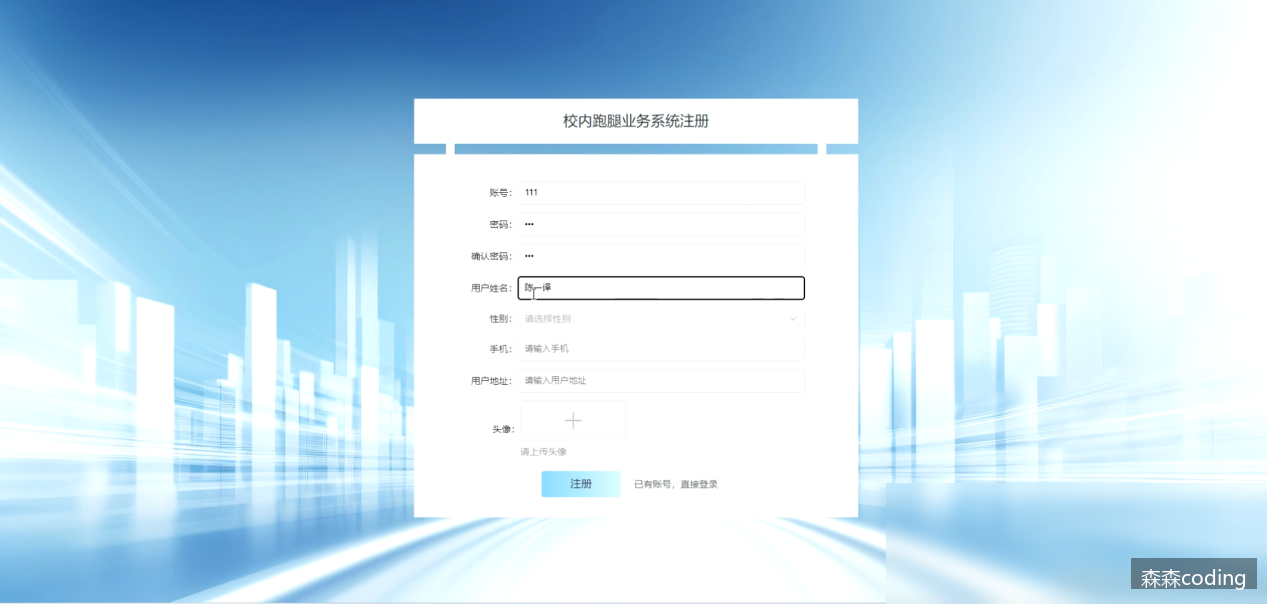 校内跑腿业务系统注册
账号： 111
密码： •••
确认密码： •••
用户姓名： 陈一译
性别： 请选择性别
手机： 请输入手机
用户地址： 请输入用户地址
头像：
请上传头像
注册 已有账号，直接登录
森森coding